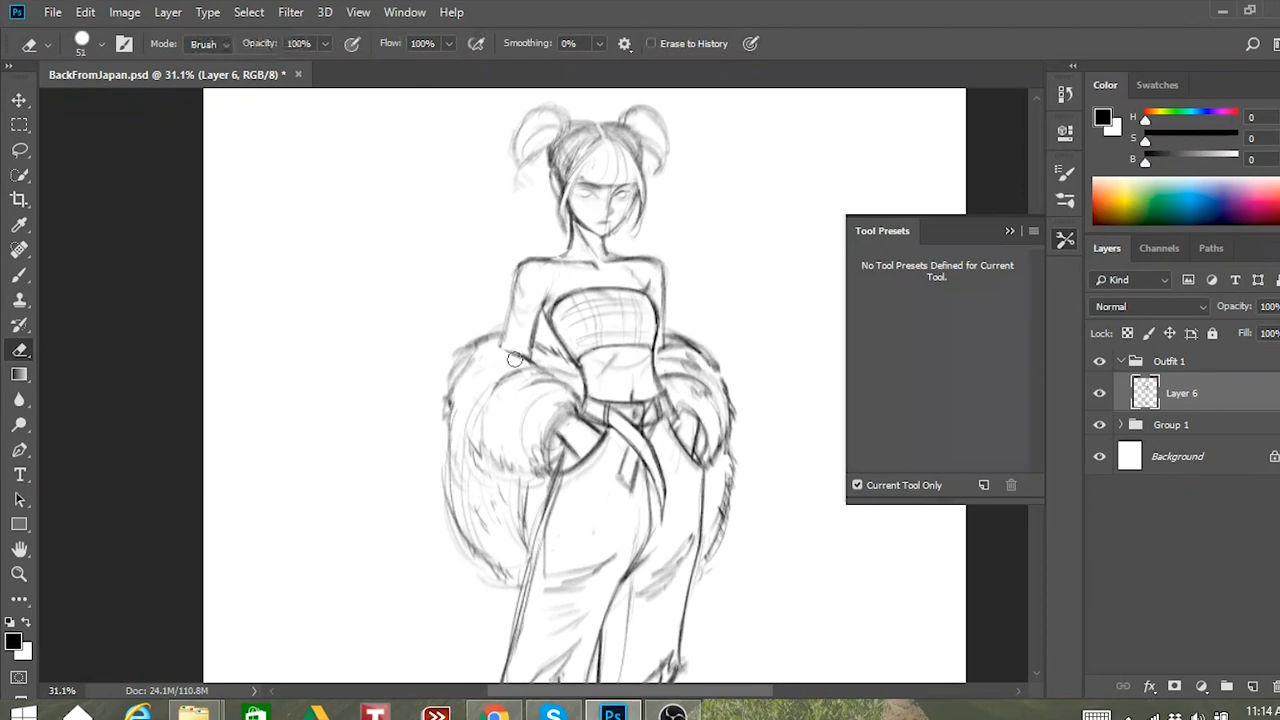 Ps File Edit Image Layer Type Select Filter 3D View Window Help
51 Mode: Brush Opacity: 100% Flow: 100% Smoothing: 0% Erase to History
BackFromJapan.psd @ 31.1% (Layer 6, RGB/8) * ×
Color Swatches
H 0
S 0
B 0
Tool Presets
No Tool Presets Defined for Current
Tool.
Current Tool Only
Layers Channels Paths
Kind
Normal Opacity: 100%
Lock: Fill: 100%
Outfit 1
Layer 6
Group 1
Background
31.1% Doc: 24.1M/110.8M
11:14 A